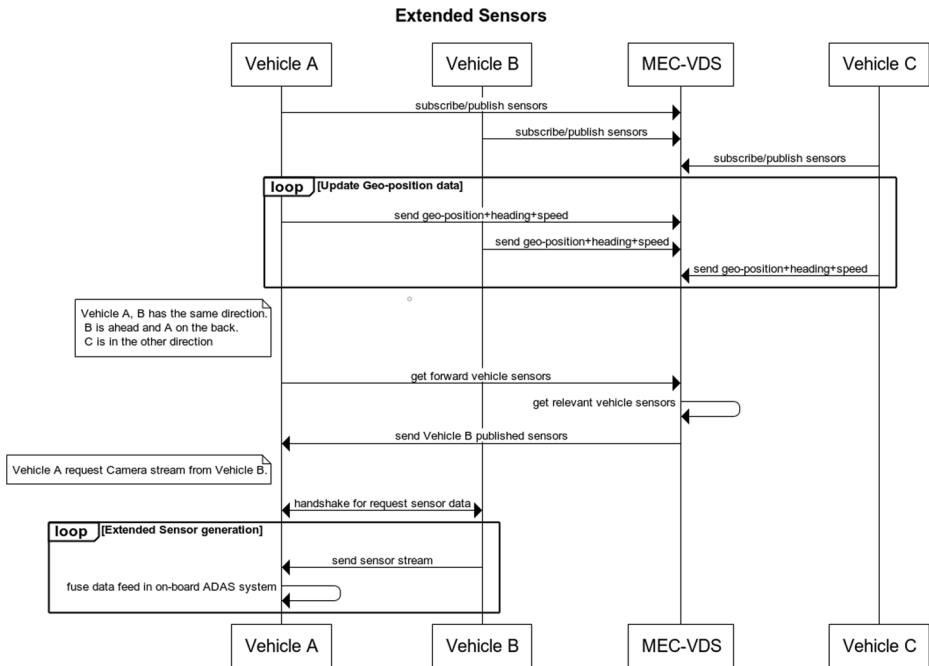 Extended Sensors
Vehicle A
Vehicle B
MEC-VDS
Vehicle C
subscribe/publish sensors
subscribe/publish sensors
subscribe/publish sensors
loop
[Update Geo-position data]
send geo-position+heading+speed
send geo-position+heading+speed
send geo-position+heading+speed
Vehicle A, B has the same direction.
B is ahead and A on the back.
C is in the other direction
get forward vehicle sensors
get relevant vehicle sensors
send Vehicle B published sensors
Vehicle A request Camera stream from Vehicle B.
handshake for request sensor data
loop
[Extended Sensor generation]
send sensor stream
fuse data feed in on-board ADAS system
Vehicle A
Vehicle B
MEC-VDS
Vehicle C